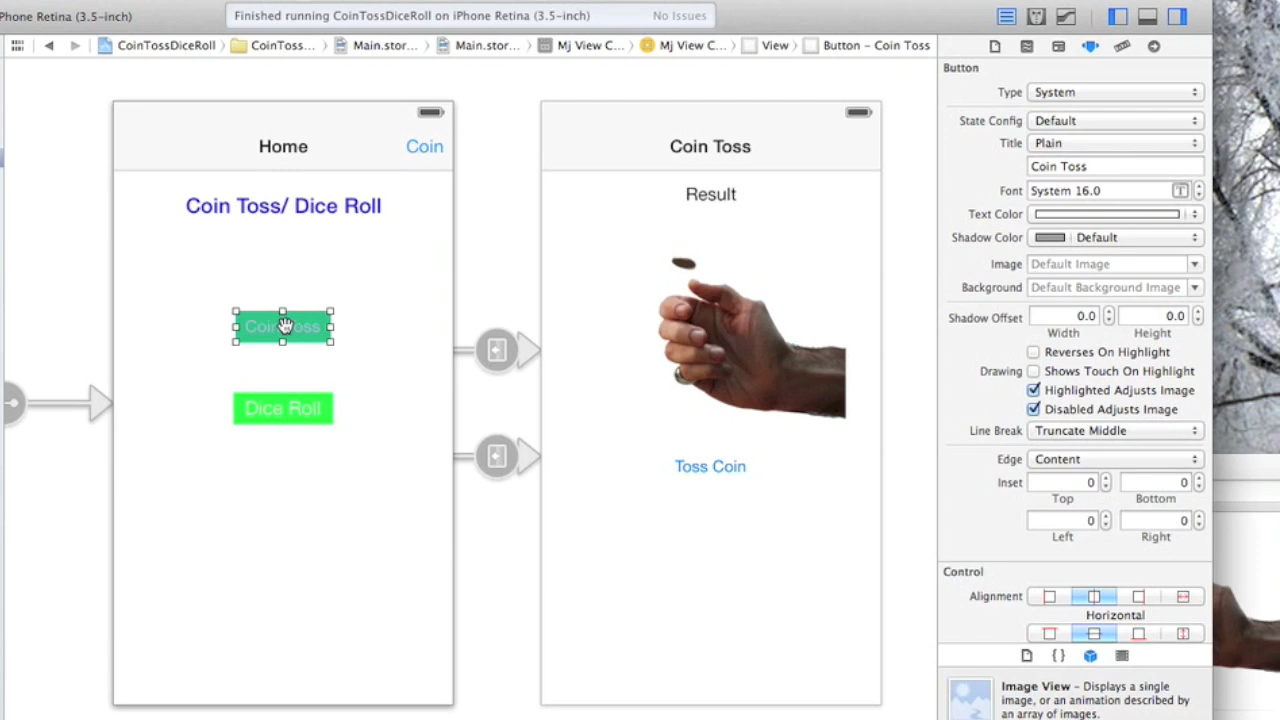 Phone Retina (3.5-inch)
Finished running CoinTossDiceRoll on iPhone Retina (3.5-inch)
No Issues
CoinTossDiceRoll
CoinToss...
Main.stor...
Main.stor...
Mj View C...
Mj View C...
View
Button – Coin Toss
Home
Coin
Coin Toss/ Dice Roll
Coin Toss
Dice Roll
Coin Toss
Result
Toss Coin
Button
Type System
State Config Default
Title Plain
Coin Toss
Font System 16.0 T
Text Color
Shadow Color Default
Image Default Image
Background Default Background Image
Shadow Offset 0.0 0.0
Width Height
Reverses On Highlight
Drawing Shows Touch On Highlight
Highlighted Adjusts Image
Disabled Adjusts Image
Line Break Truncate Middle
Edge Content
Inset 0 0
Top Bottom
0 0
Left Right
Control
Alignment
Horizontal
{ }
Image View – Displays a single
image, or an animation described by
an array of images.